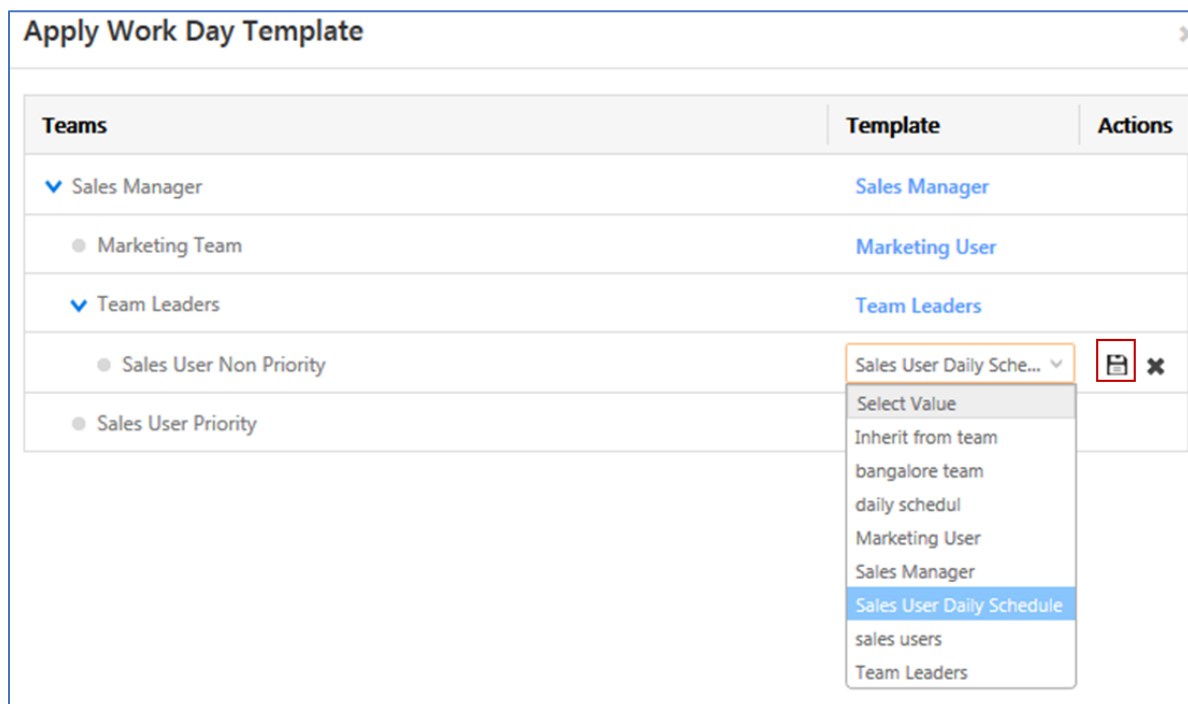 Apply Work Day Template
Teams Template Actions
Sales Manager Sales Manager
Marketing Team Marketing User
Team Leaders Team Leaders
Sales User Non Priority Sales User Daily Sche...
Select Value
Sales User Priority
Inherit from team
bangalore team
daily schedul
Marketing User
Sales Manager
Sales User Daily Schedule
sales users
Team Leaders